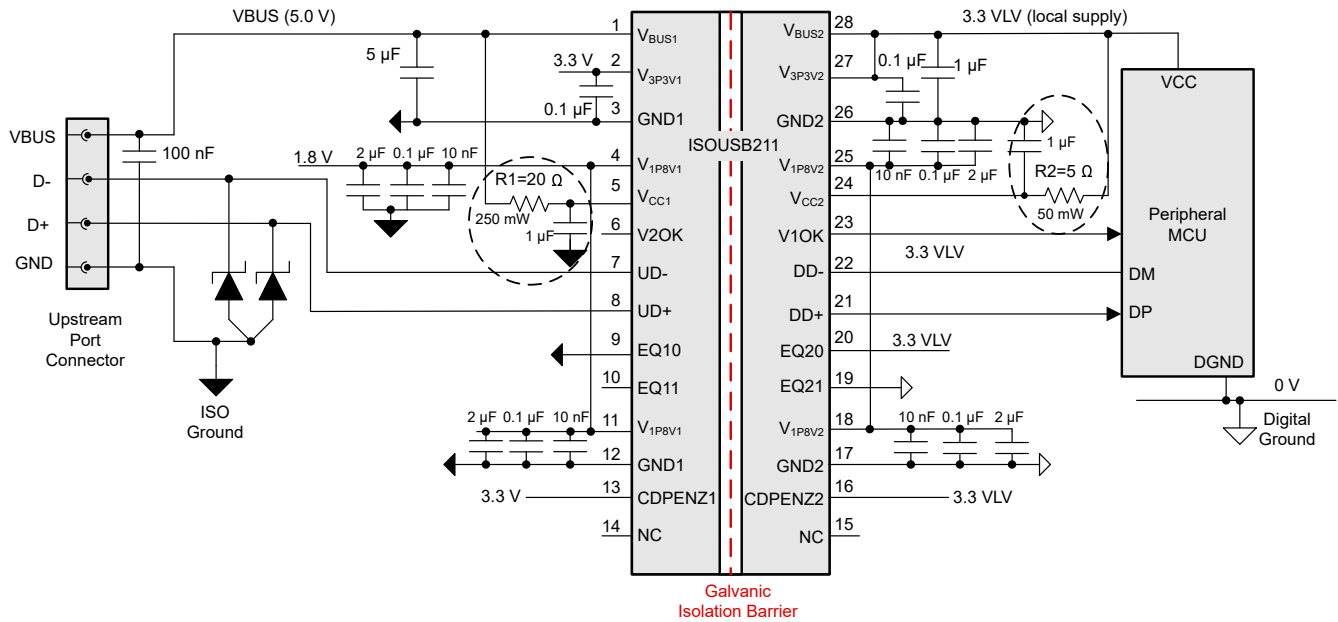 VBUS (5.0 V)
3.3 VLV (local supply)
5 µF
3.3 V
0.1 µF
1
VBUS1
2
V3P3V1
3
GND1
4
V1P8V1
5
VCC1
6
V2OK
7
UD-
8
UD+
9
EQ10
10
EQ11
11
V1P8V1
12
GND1
13
CDPENZ1
14
NC
ISOUSB211
28
VBUS2
27
V3P3V2
26
GND2
25
V1P8V2
24
VCC2
23
V1OK
22
DD-
21
DD+
20
EQ20
19
EQ21
18
V1P8V2
17
GND2
16
CDPENZ2
15
NC
VBUS
D-
D+
GND
100 nF
Upstream
Port
Connector
ISO
Ground
1.8 V
2 µF
0.1 µF
10 nF
R1=20 Ω
250 mW
1 µF
2 µF
0.1 µF
10 nF
3.3 V
0.1 µF
1 µF
10 nF
0.1 µF
2 µF
1 µF
R2=5 Ω
50 mW
3.3 VLV
3.3 VLV
10 nF
0.1 µF
2 µF
3.3 VLV
VCC
Peripheral
MCU
DM
DP
DGND
0 V
Digital
Ground
Galvanic
Isolation Barrier